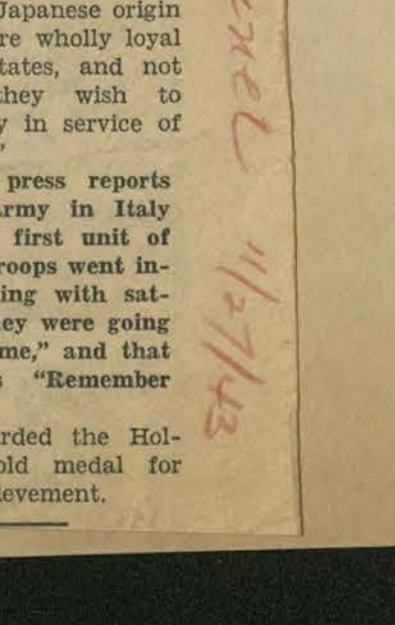 Japanese origin
re wholly loyal
tates, and not
they wish to
y in service of
"
press reports
rmy in Italy
first unit of
roops went in-
ing with sat-
ey were going
me," and that
s "Remember
rded the Hol-
old medal for
ievement.
11/27/43